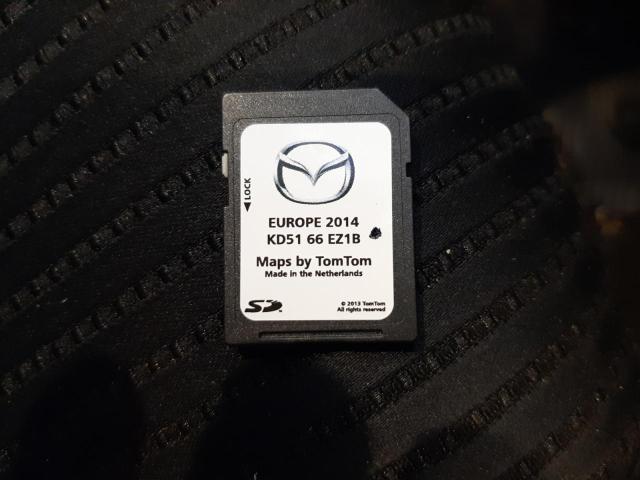 LOCK
EUROPE 2014
KD51 66 EZ1B
Maps by TomTom
Made in the Netherlands
SD
© 2013 TomTom
All rights reserved